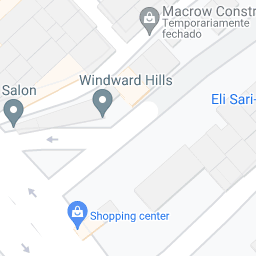 Macrow Constr
Temporariamente
fechado
Windward Hills
Salon
Eli Sari-
Shopping center